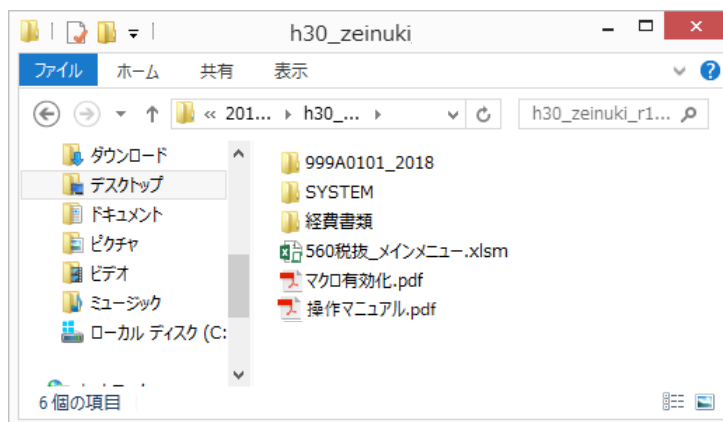 h30_zeinuki
ファイル ホーム 共有 表示
« 201... h30_... h30_zeinuki_r1...
ダウンロード
デスクトップ
ドキュメント
ピクチャ
ビデオ
ミュージック
ローカル ディスク (C:
999A0101_2018
SYSTEM
経費書類
560税抜_メインメニュー.xlsm
マクロ有効化.pdf
操作マニュアル.pdf
6 個の項目